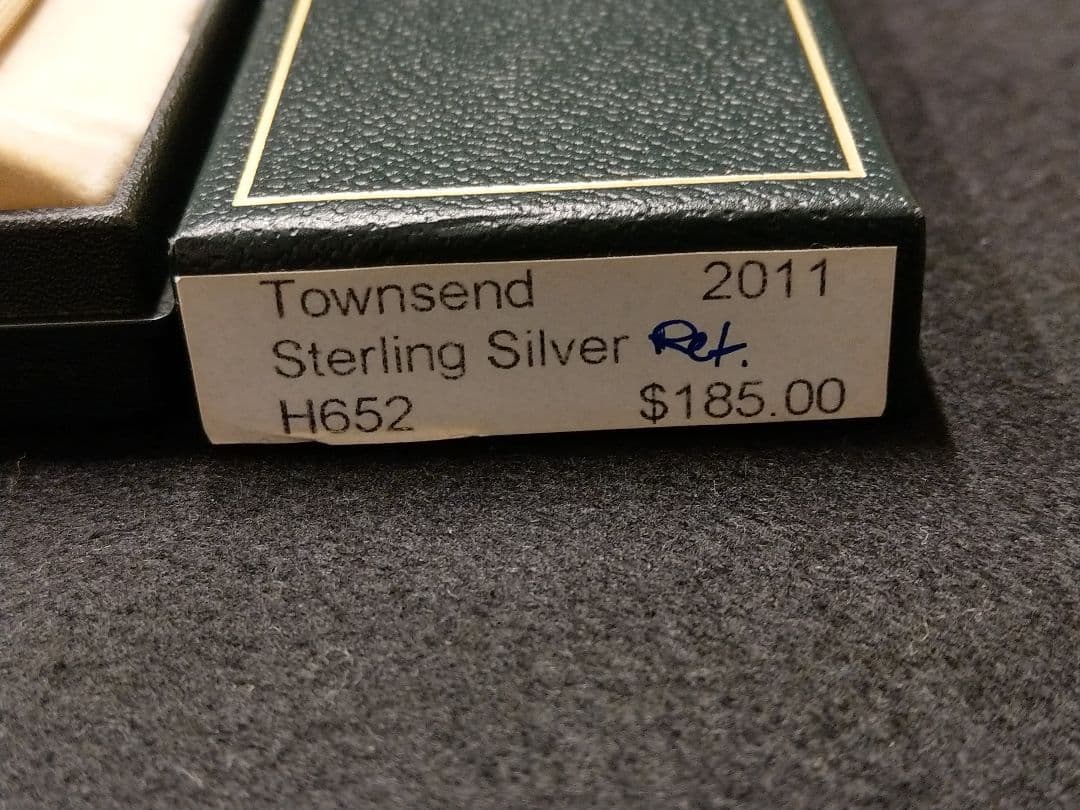 Townsend 2011
Sterling Silver Ret.
H652 $185.00